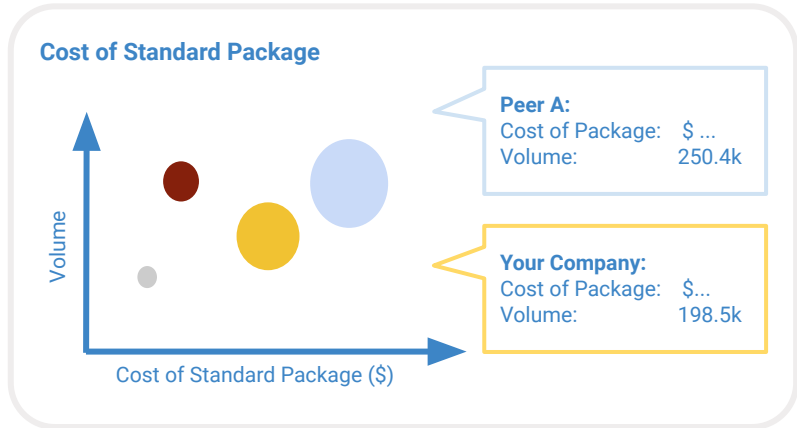 Cost of Standard Package
Peer A:
Cost of Package: $ ...
Volume: 250.4k
Volume
Your Company:
Cost of Package: $...
Volume: 198.5k
Cost of Standard Package ($)